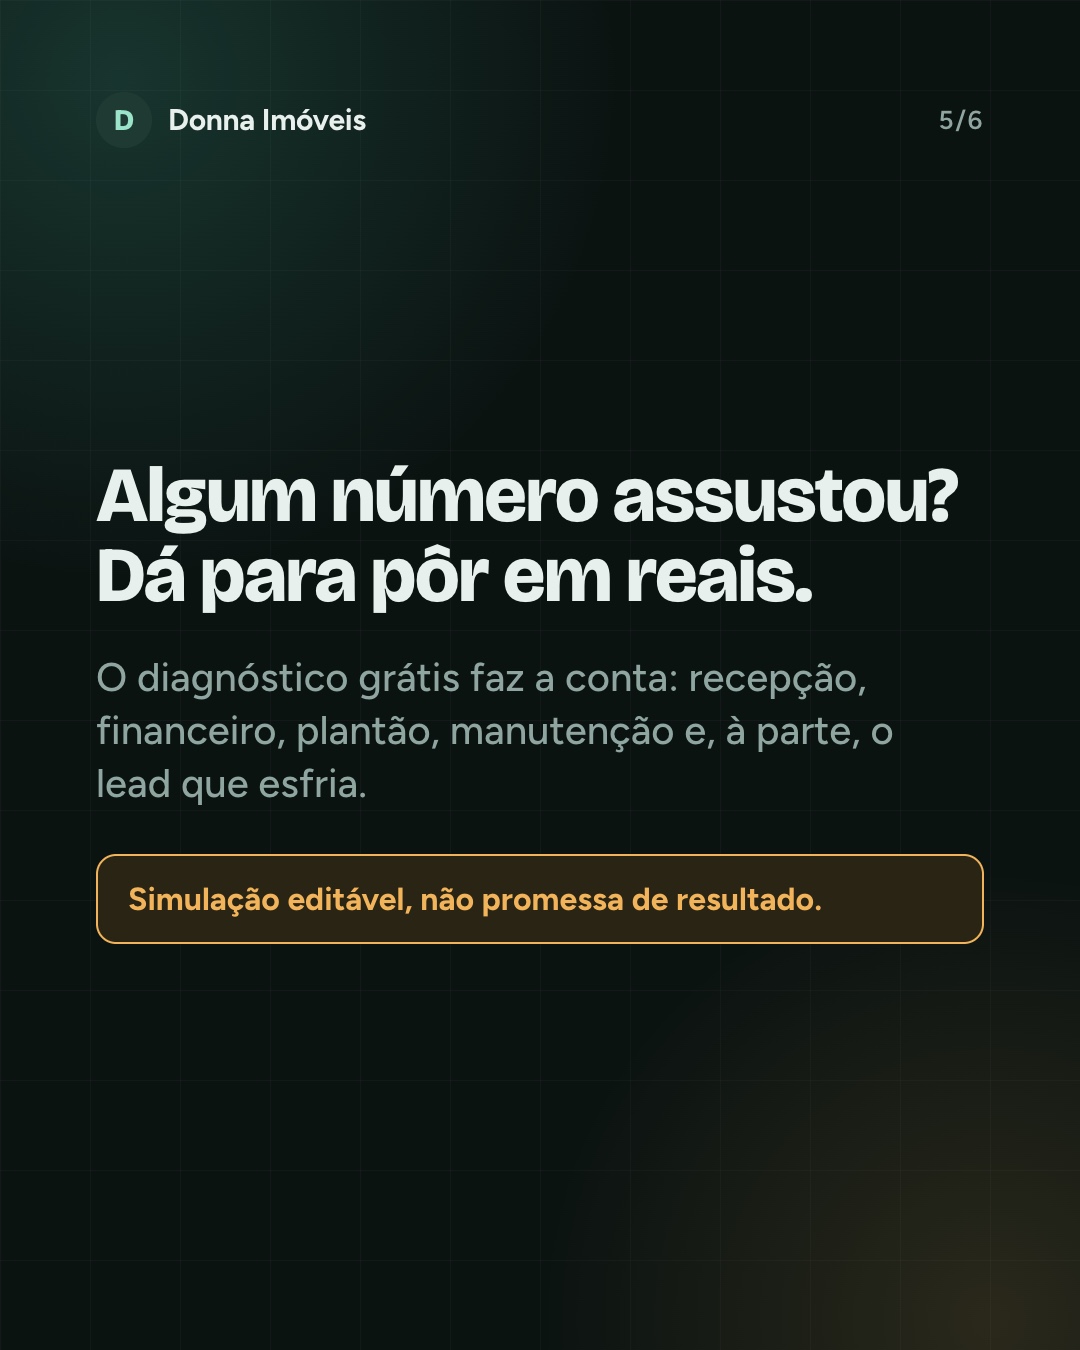 D Donna Imóveis 5/6
Algum número assustou?
Dá para pôr em reais.
O diagnóstico grátis faz a conta: recepção,
financeiro, plantão, manutenção e, à parte, o
lead que esfria.
Simulação editável, não promessa de resultado.